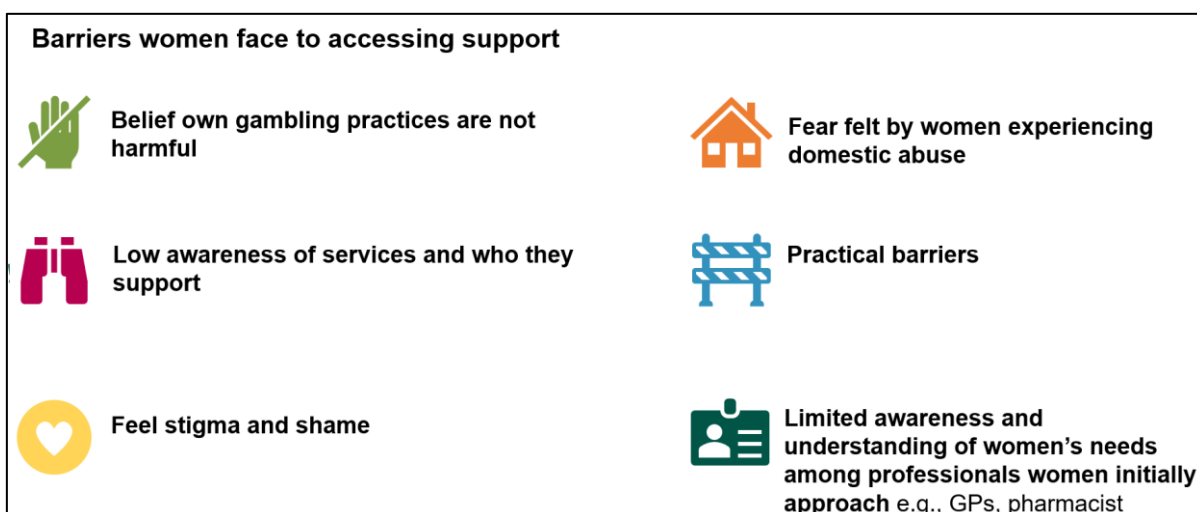 Barriers women face to accessing support
Belief own gambling practices are not
harmful
Fear felt by women experiencing
domestic abuse
Low awareness of services and who they
support
Practical barriers
Feel stigma and shame
Limited awareness and
understanding of women's needs
among professionals women initially
approach e.g., GPs, pharmacist